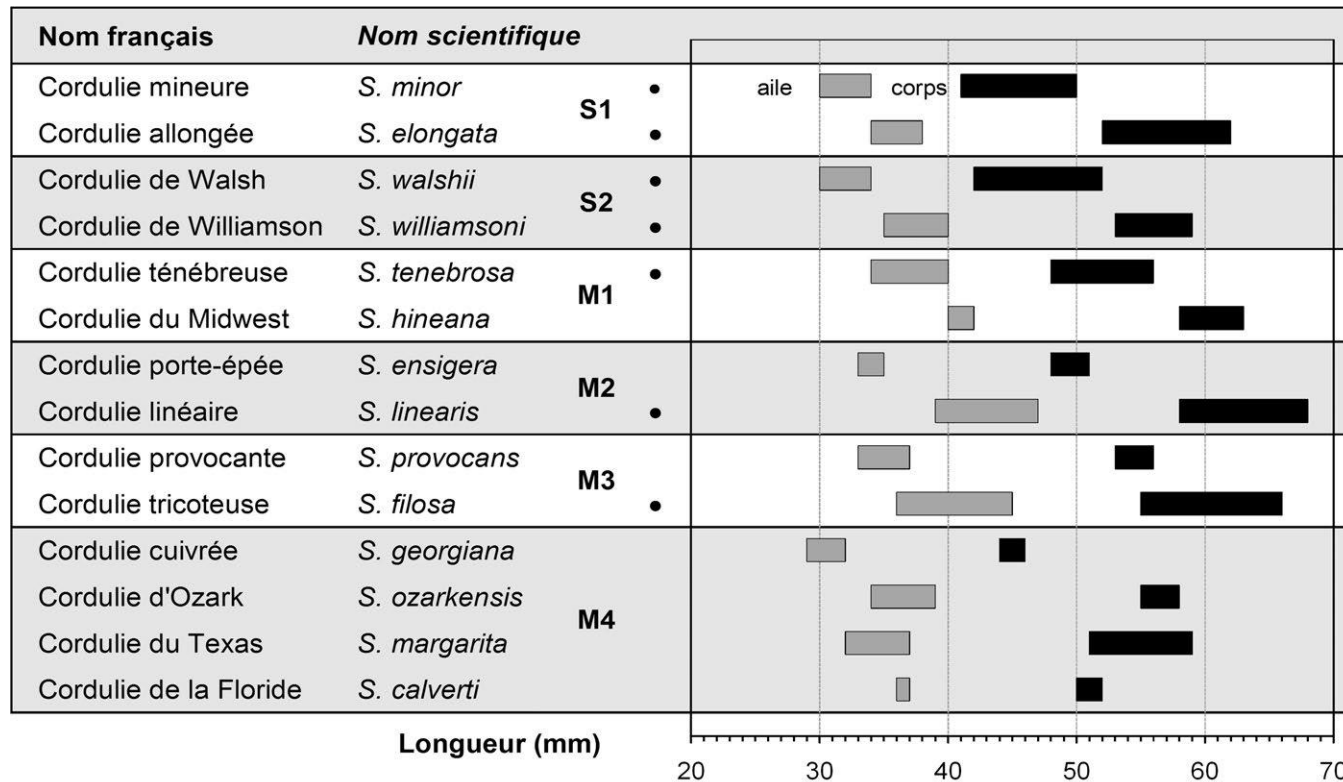 Nom français Nom scientifique
aile corps
Cordulie mineure S. minor •
S1
Cordulie allongée S. elongata •
Cordulie de Walsh S. walshii •
S2
Cordulie de Williamson S. williamsoni •
Cordulie ténébreuse S. tenebrosa •
M1
Cordulie du Midwest S. hineana
Cordulie porte-épée S. ensigera
M2
Cordulie linéaire S. linearis •
Cordulie provocante S. provocans
M3
Cordulie tricoteuse S. filosa •
Cordulie cuivrée S. georgiana
Cordulie d'Ozark S. ozarkensis
M4
Cordulie du Texas S. margarita
Cordulie de la Floride S. calverti
Longueur (mm)
20 30 40 50 60 70